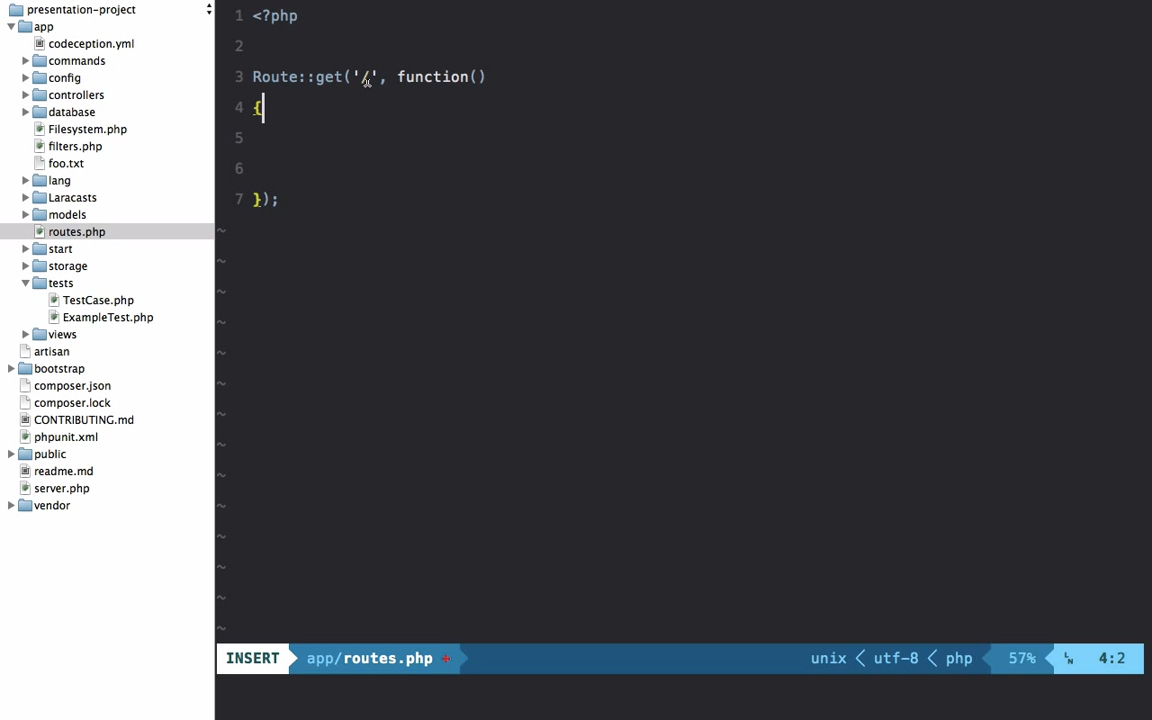 presentation-project
app
codeception.yml
commands
config
controllers
database
Filesystem.php
filters.php
foo.txt
lang
Laracasts
models
routes.php
start
storage
tests
TestCase.php
ExampleTest.php
views
artisan
bootstrap
composer.json
composer.lock
CONTRIBUTING.md
phpunit.xml
public
readme.md
server.php
vendor
1 <?php
2
3 Route::get('/', function()
4 {
5
6
7 });
~
~
~
~
~
~
~
~
~
~
~
~
~
~
INSERT app/routes.php + unix < utf-8 < php 57% LN 4:2